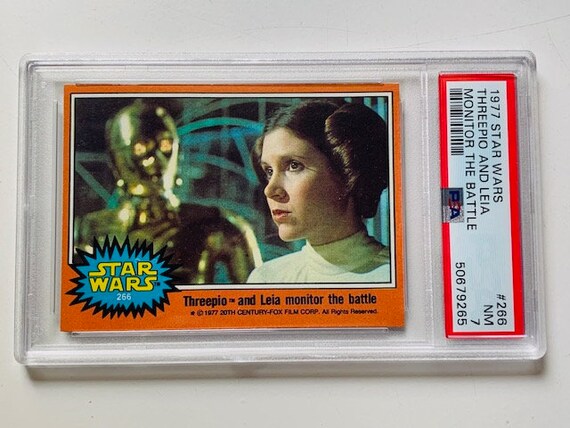 STAR
WARS
266
Threepio™ and Leia monitor the battle
* © 1977 20TH CENTURY-FOX FILM CORP. All Rights Reserved.
1977 STAR WARS
THREEPIO AND LEIA
MONITOR THE BATTLE
PSA
50679265
#266
NM
7